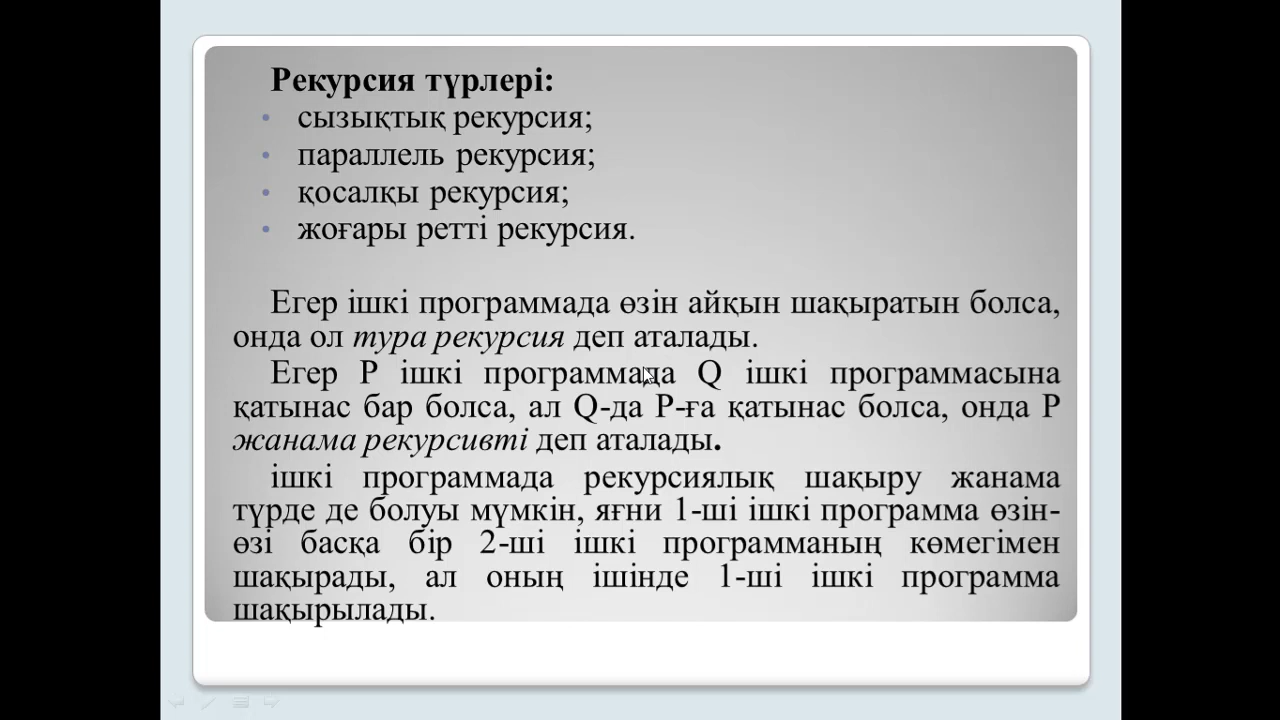 Рекурсия түрлері:
• сызықтық рекурсия;
• параллель рекурсия;
• қосалқы рекурсия;
• жоғары ретті рекурсия.
Егер ішкі программада өзін айқын шақыратын болса,
онда ол тура рекурсия деп аталады.
Егер P ішкі программада Q ішкі программасына
қатынас бар болса, ал Q-да P-ға қатынас болса, онда P
жанама рекурсивті деп аталады.
ішкі программада рекурсиялық шақыру жанама
түрде де болуы мүмкін, яғни 1-ші ішкі программа өзін-
өзі басқа бір 2-ші ішкі программаның көмегімен
шақырады, ал оның ішінде 1-ші ішкі программа
шақырылады.